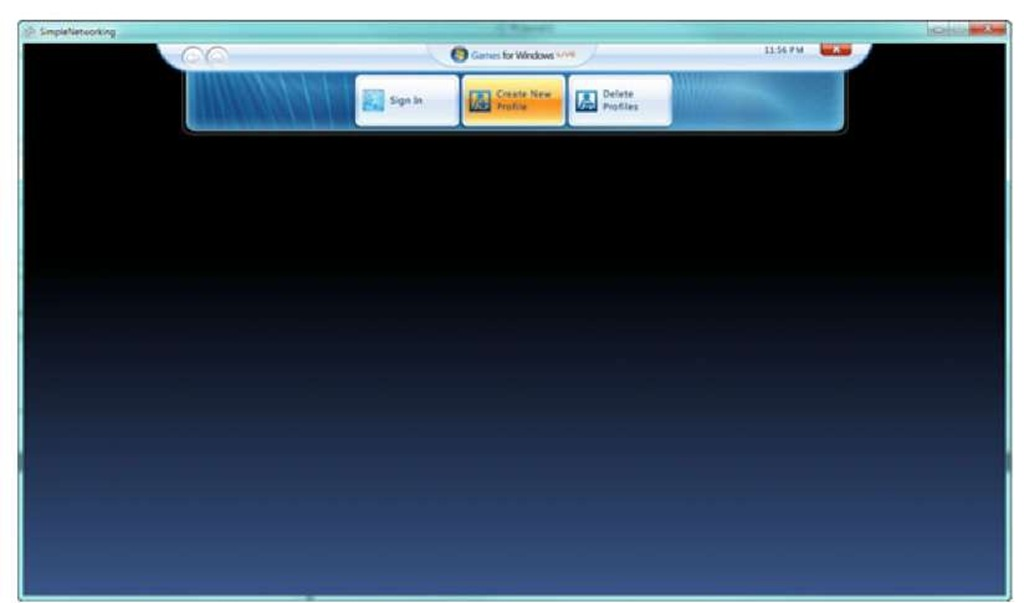 SimpleNetworking
Games for Windows LIVE
11:56 PM
Sign In
Create New
Profile
Delete
Profiles